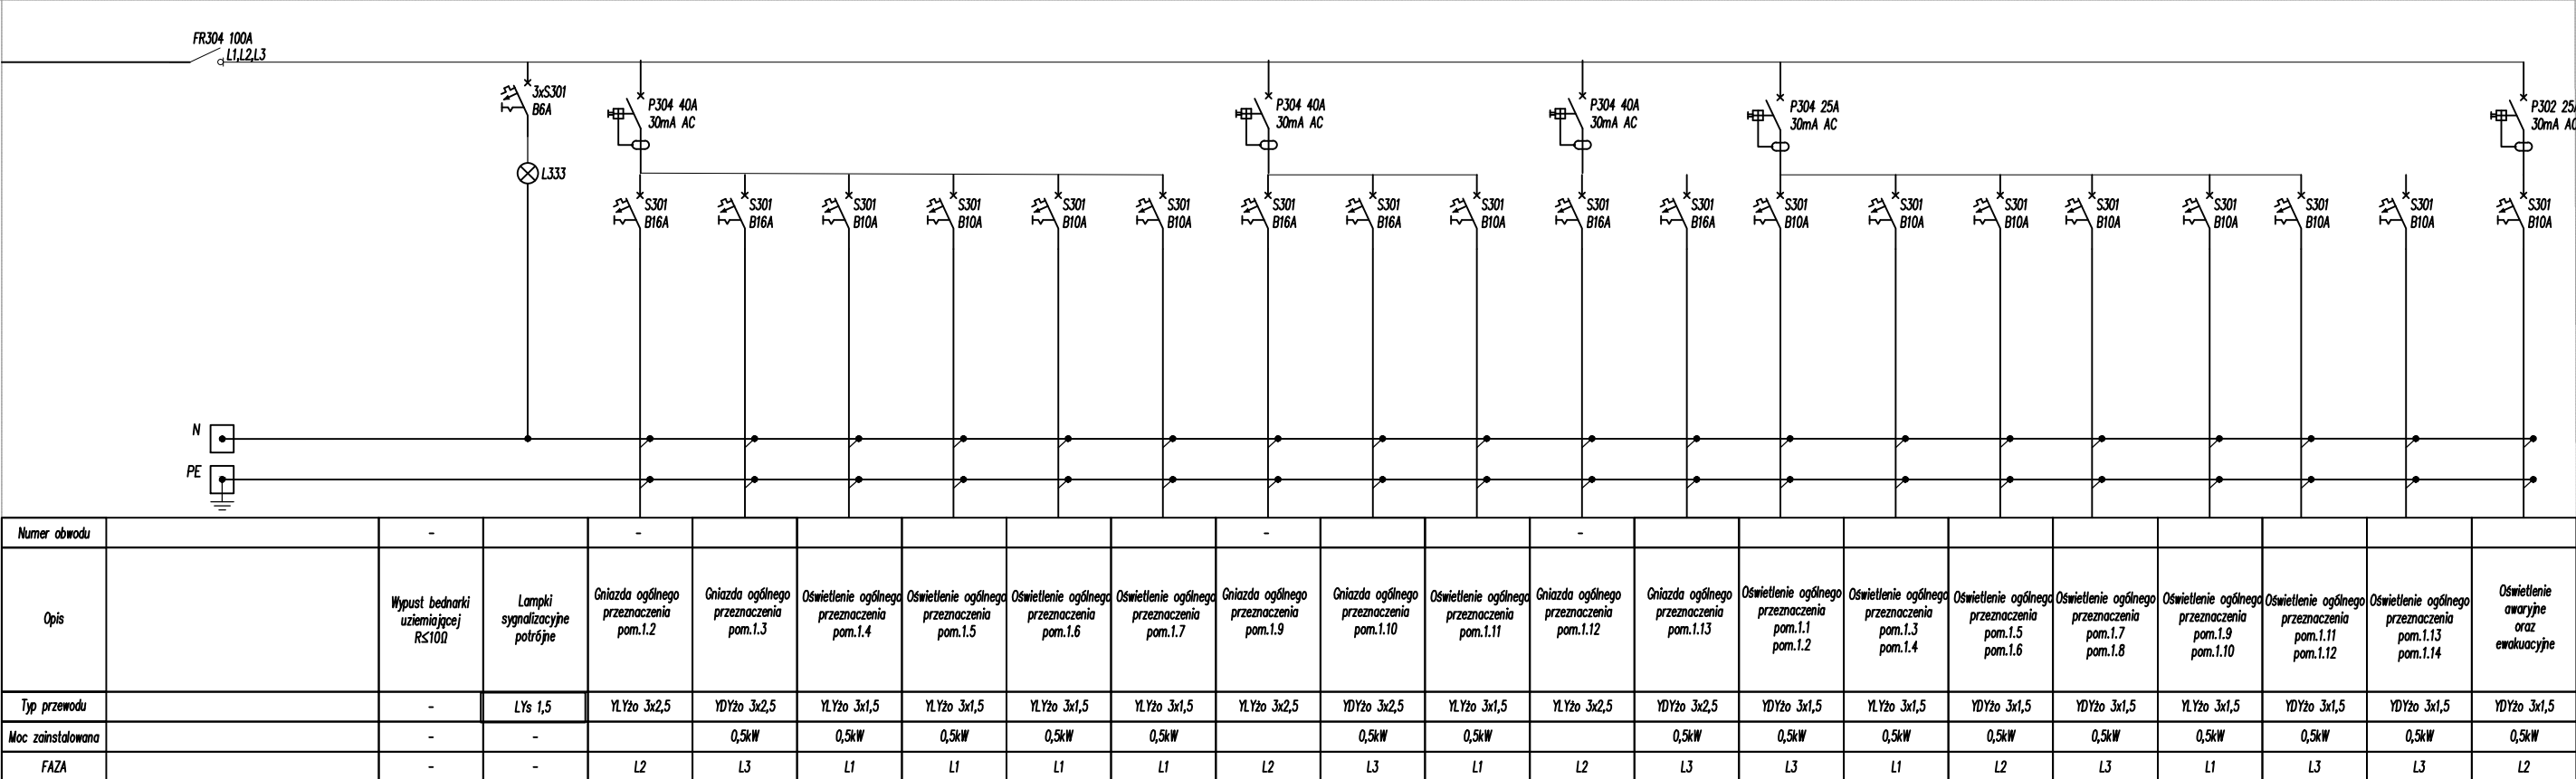 FR304 100A
L1,L2,L3
3xS301
B6A
L333
P304 40A
30mA AC
P304 40A
30mA AC
P304 40A
30mA AC
P304 25A
30mA AC
P302 25A
30mA AC
S301
B16A
S301
B16A
S301
B10A
S301
B10A
S301
B10A
S301
B10A
S301
B16A
S301
B16A
S301
B10A
S301
B16A
S301
B16A
S301
B10A
S301
B10A
S301
B10A
S301
B10A
S301
B10A
S301
B10A
S301
B10A
S301
B10A
N
PE
Numer obwodu - - - -
Opis
Wypust bednarki
uziemiającej
R≤10Ω
Lampki
sygnalizacyjne
potrójne
Gniazda ogólnego
przeznaczenia
pom.1.2
Gniazda ogólnego
przeznaczenia
pom.1.3
Oświetlenie ogólnego
przeznaczenia
pom.1.4
Oświetlenie ogólnego
przeznaczenia
pom.1.5
Oświetlenie ogólnego
przeznaczenia
pom.1.6
Oświetlenie ogólnego
przeznaczenia
pom.1.7
Gniazda ogólnego
przeznaczenia
pom.1.9
Gniazda ogólnego
przeznaczenia
pom.1.10
Oświetlenie ogólnego
przeznaczenia
pom.1.11
Gniazda ogólnego
przeznaczenia
pom.1.12
Gniazda ogólnego
przeznaczenia
pom.1.13
Oświetlenie ogólnego
przeznaczenia
pom.1.1
pom.1.2
Oświetlenie ogólnego
przeznaczenia
pom.1.3
pom.1.4
Oświetlenie ogólnego
przeznaczenia
pom.1.5
pom.1.6
Oświetlenie ogólnego
przeznaczenia
pom.1.7
pom.1.8
Oświetlenie ogólnego
przeznaczenia
pom.1.9
pom.1.10
Oświetlenie ogólnego
przeznaczenia
pom.1.11
pom.1.12
Oświetlenie ogólnego
przeznaczenia
pom.1.13
pom.1.14
Oświetlenie
awaryjne
oraz
ewakuacyjne
Typ przewodu - LYs 1,5 YLYżo 3x2,5 YDYżo 3x2,5 YLYżo 3x1,5 YLYżo 3x1,5 YLYżo 3x1,5 YLYżo 3x1,5 YLYżo 3x2,5 YDYżo 3x2,5 YLYżo 3x1,5 YLYżo 3x2,5 YDYżo 3x2,5 YDYżo 3x1,5 YLYżo 3x1,5 YDYżo 3x1,5 YDYżo 3x1,5 YLYżo 3x1,5 YDYżo 3x1,5 YDYżo 3x1,5 YDYżo 3x1,5
Moc zainstalowana - - 0,5kW 0,5kW 0,5kW 0,5kW 0,5kW 0,5kW 0,5kW 0,5kW 0,5kW 0,5kW 0,5kW 0,5kW 0,5kW 0,5kW 0,5kW 0,5kW
FAZA - - L2 L3 L1 L1 L1 L1 L2 L3 L1 L2 L3 L3 L1 L2 L3 L1 L3 L3 L2